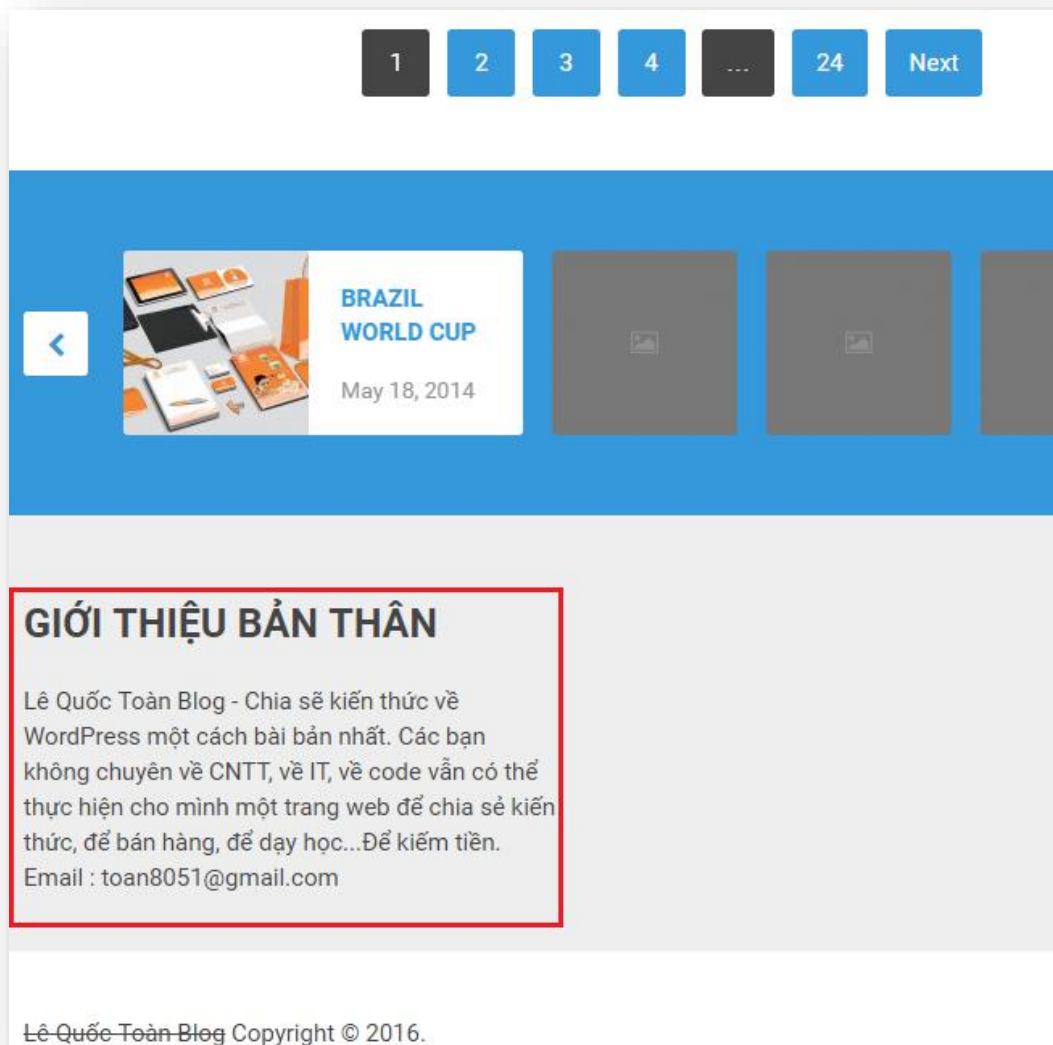 1 2 3 4 ... 24 Next
BRAZIL
WORLD CUP
May 18, 2014
GIỚI THIỆU BẢN THÂN
Lê Quốc Toàn Blog - Chia sẽ kiến thức về
WordPress một cách bài bản nhất. Các bạn
không chuyên về CNTT, về IT, về code vẫn có thể
thực hiện cho mình một trang web để chia sẻ kiến
thức, để bán hàng, để dạy học...Để kiếm tiền.
Email : toan8051@gmail.com
Lê Quốc Toàn Blog Copyright © 2016.